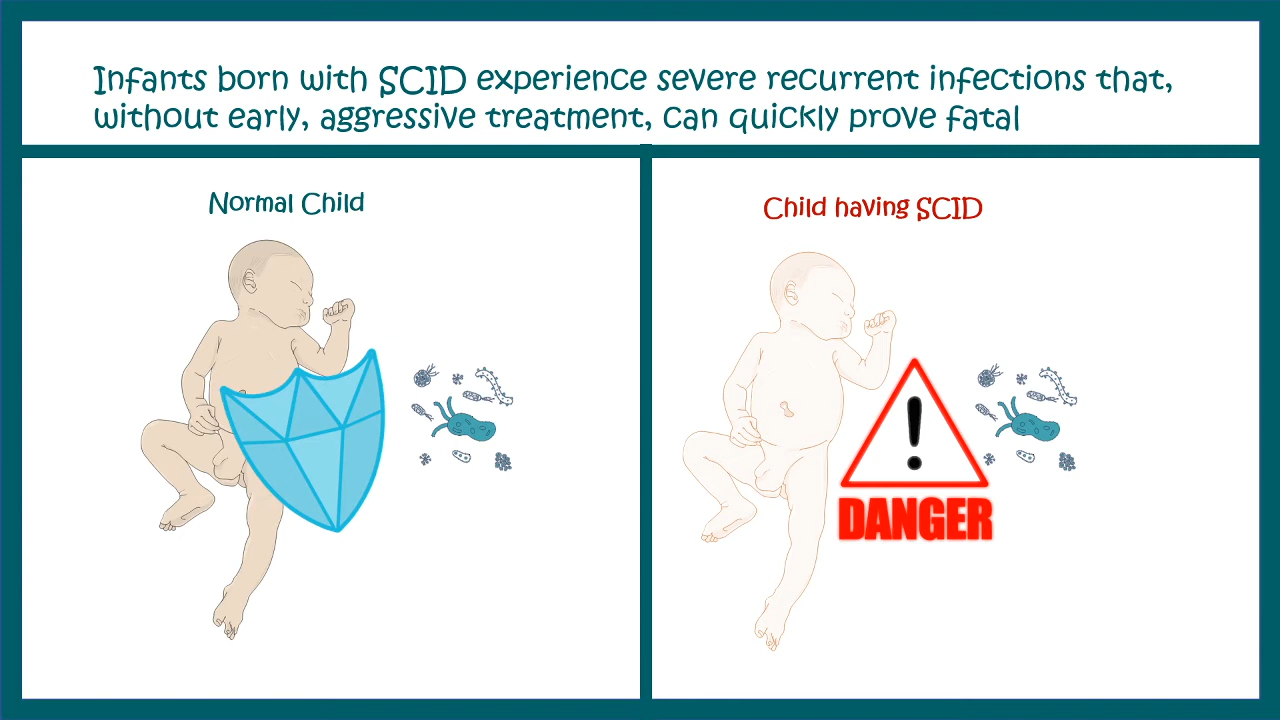 Infants born with SCID experience severe recurrent infections that,
without early, aggressive treatment, can quickly prove fatal
Normal Child
Child having SCID
!
DANGER